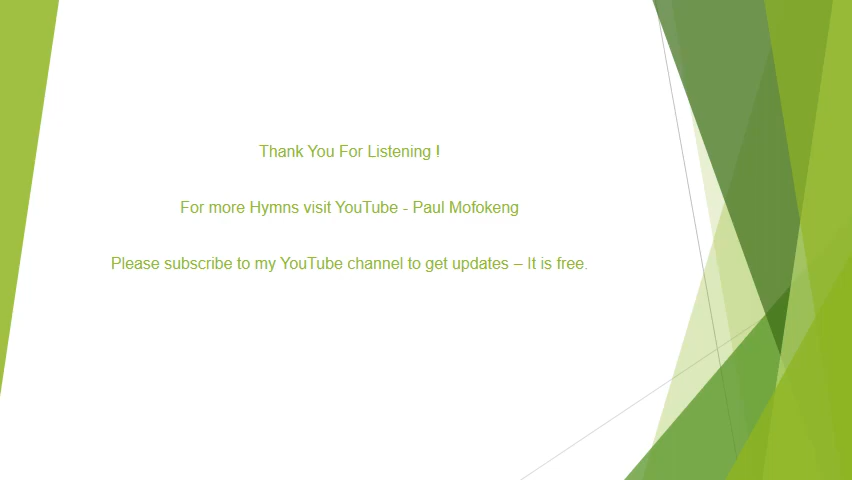 Thank You For Listening !
For more Hymns visit YouTube - Paul Mofokeng
Please subscribe to my YouTube channel to get updates – It is free.